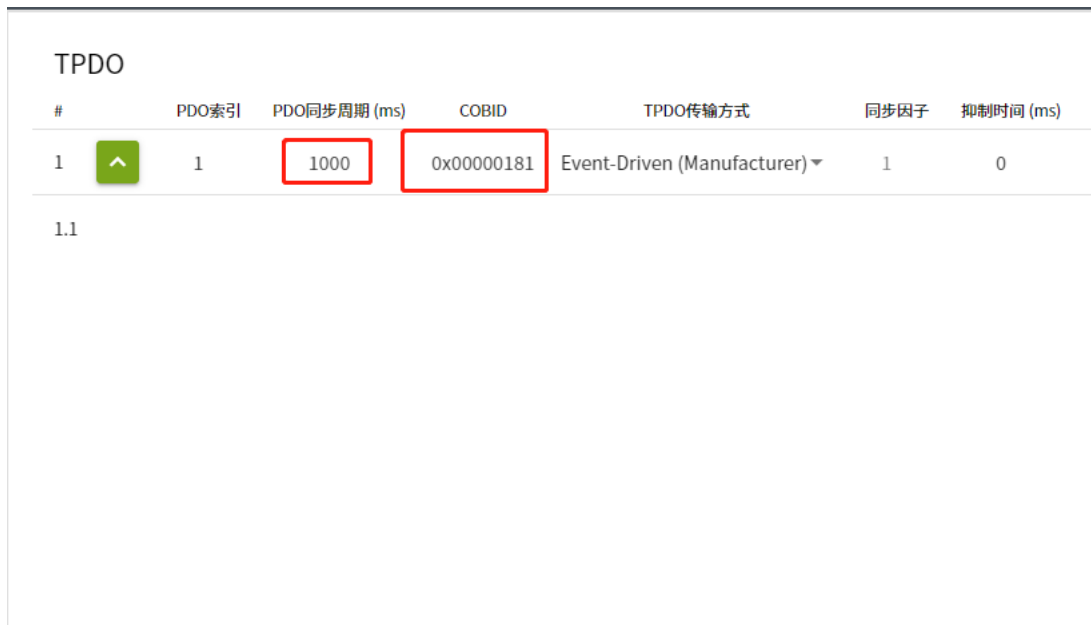 TPDO
# PDO索引 PDO同步周期 (ms) COBID TPDO传输方式 同步因子 抑制时间 (ms)
1 1 1000 0x00000181 Event-Driven (Manufacturer) 1 0
1.1